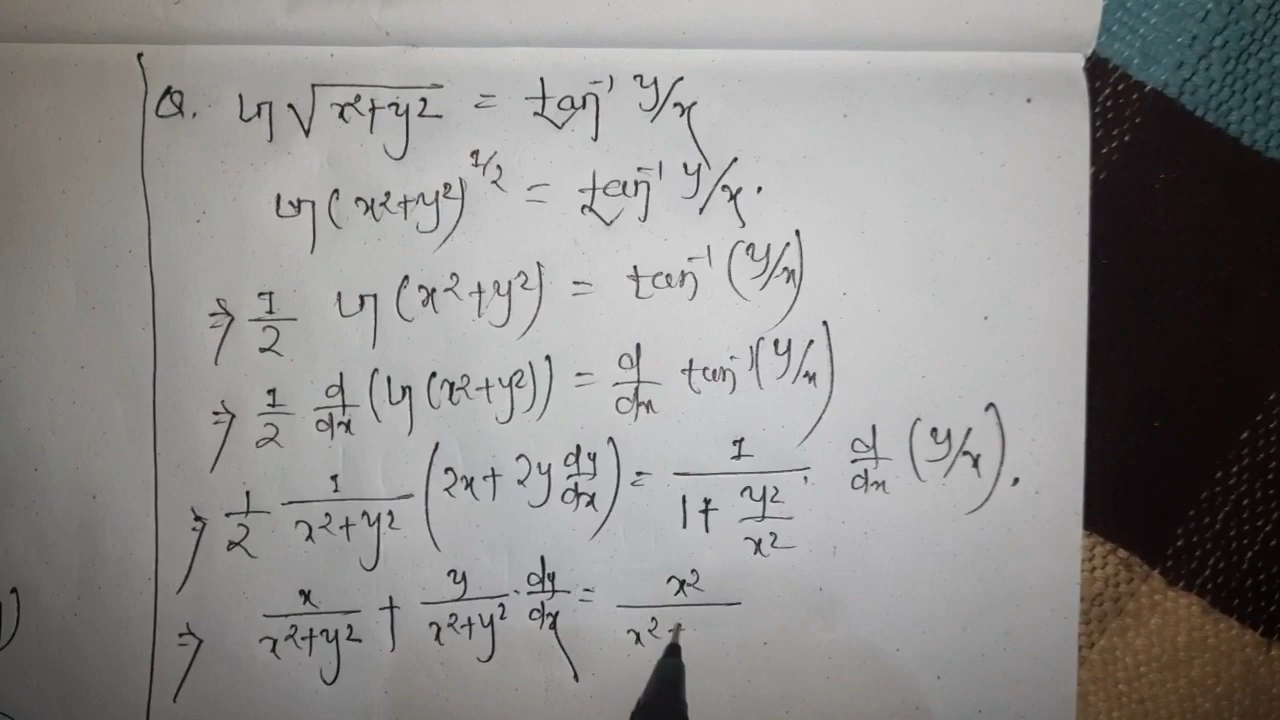 Q. ln √x²+y² = tan⁻¹ y/x
ln (x²+y²)^1/2 = tan⁻¹ y/x.
⇒ 1/2 ln (x²+y²) = tan⁻¹ (y/x)
⇒ 1/2 d/dx (ln (x²+y²)) = d/dx tan⁻¹ (y/x)
⇒ 1/2 1/x²+y² (2x + 2y dy/dx) = 1/1+ y²/x² · d/dx (y/x).
⇒ x/x²+y² + y/x²+y² · dy/dx = x²/x²+